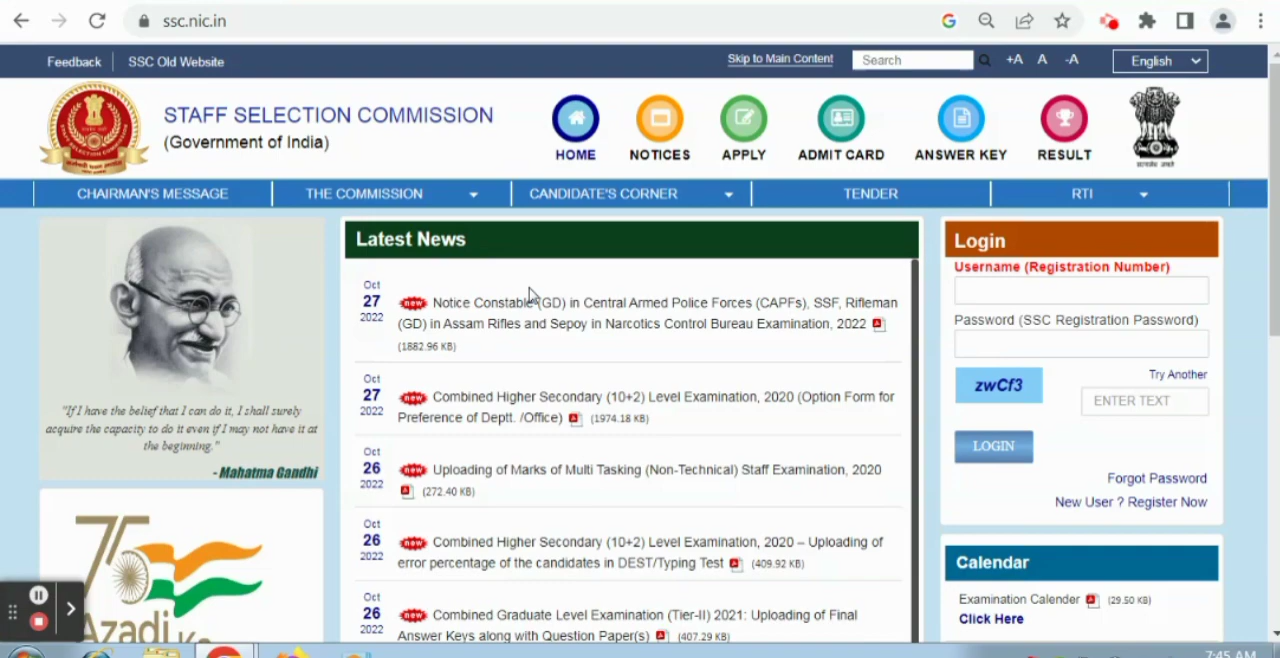 ssc.nic.in
Feedback
SSC Old Website
Skip to Main Content
Search
+A A -A
English
STAFF SELECTION COMMISSION
(Government of India)
HOME
NOTICES
APPLY
ADMIT CARD
ANSWER KEY
RESULT
CHAIRMAN'S MESSAGE
THE COMMISSION
CANDIDATE'S CORNER
TENDER
RTI
"If I have the belief that I can do it, I shall surely
acquire the capacity to do it even if I may not have it at
the beginning."
- Mahatma Gandhi
75
Azadi Ka
Latest News
Oct
27
2022
new Notice Constable (GD) in Central Armed Police Forces (CAPFs), SSF, Rifleman
(GD) in Assam Rifles and Sepoy in Narcotics Control Bureau Examination, 2022
(1882.96 KB)
Oct
27
2022
new Combined Higher Secondary (10+2) Level Examination, 2020 (Option Form for
Preference of Deptt. /Office) (1974.18 KB)
Oct
26
2022
new Uploading of Marks of Multi Tasking (Non-Technical) Staff Examination, 2020
(272.40 KB)
Oct
26
2022
new Combined Higher Secondary (10+2) Level Examination, 2020 – Uploading of
error percentage of the candidates in DEST/Typing Test (409.92 KB)
Oct
26
2022
new Combined Graduate Level Examination (Tier-II) 2021: Uploading of Final
Answer Keys along with Question Paper(s) (407.29 KB)
Login
Username (Registration Number)
Password (SSC Registration Password)
zwCf3
Try Another
ENTER TEXT
LOGIN
Forgot Password
New User ? Register Now
Calendar
Examination Calender (29.50 KB)
Click Here
7:45 AM